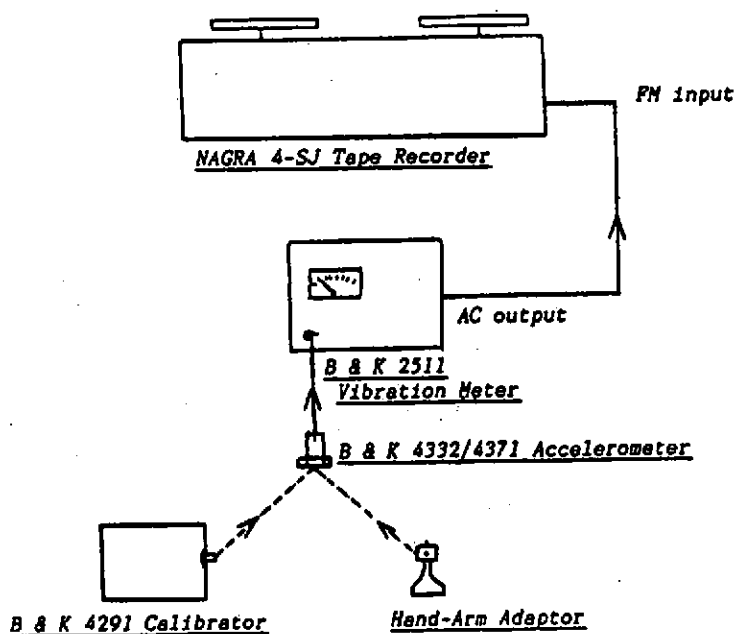 FM input
NAGRA 4-SJ Tape Recorder
AC output
B & K 2511
Vibration Meter
B & K 4332/4371 Accelerometer
B & K 4291 Calibrator
Hand-Arm Adaptor